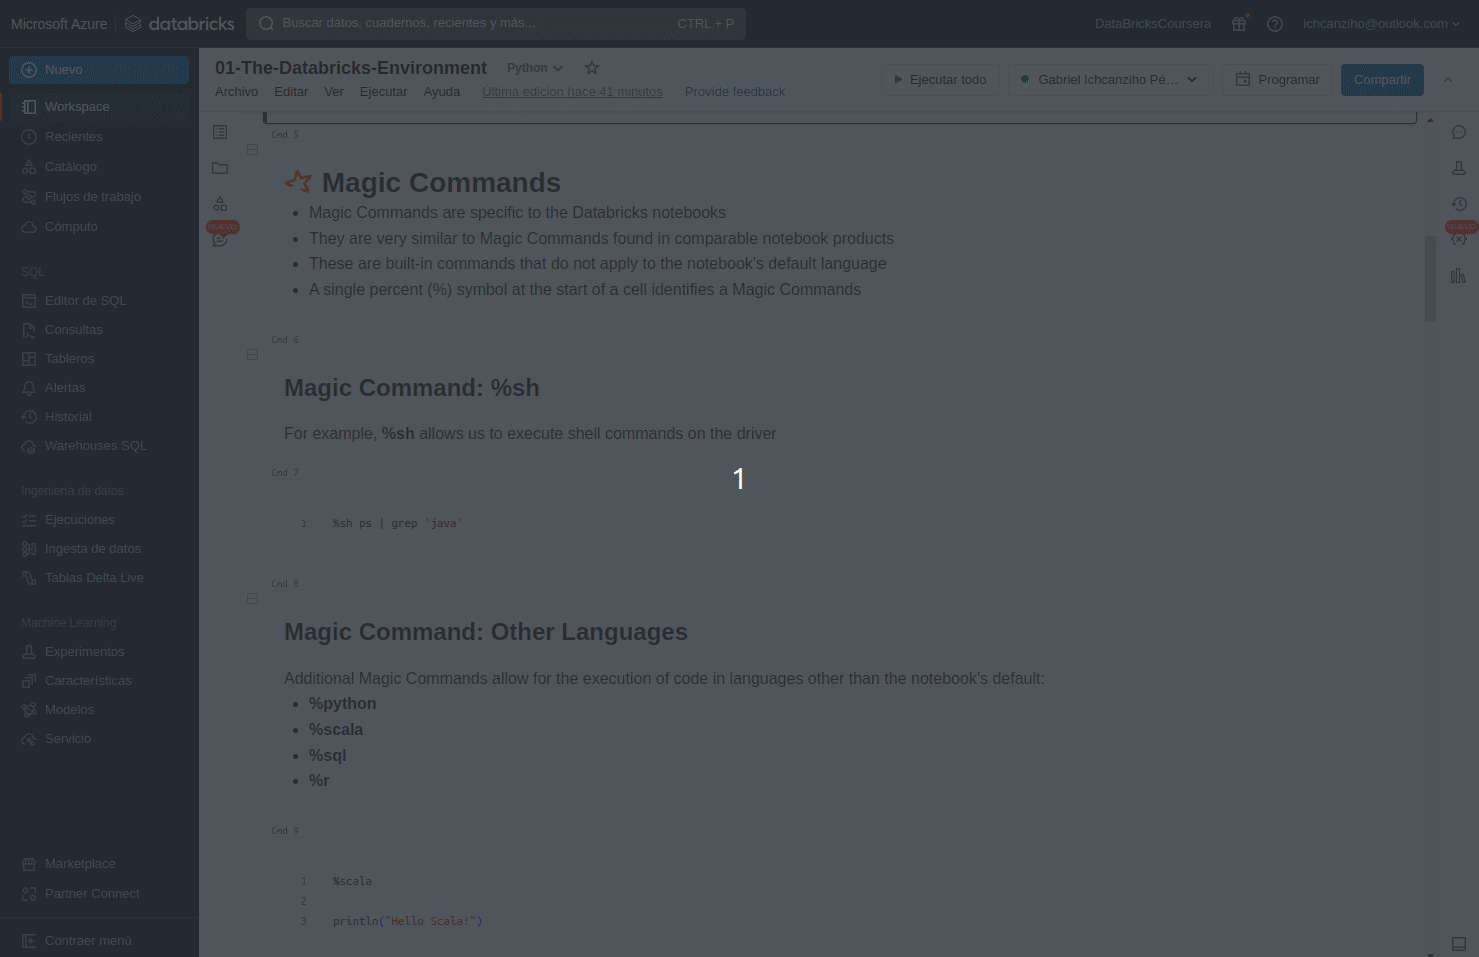 Microsoft Azure databricks Buscar datos, cuadernos, recientes y más... CTRL + P DataBricksCoursera ichcanziho@outlook.com
Nuevo
Workspace
Recientes
Catálogo
Flujos de trabajo
Cómputo
SQL
Editor de SQL
Consultas
Tableros
Alertas
Historial
Warehouses SQL
Ingeniería de datos
Ejecuciones
Ingesta de datos
Tablas Delta Live
Machine Learning
Experimentos
Características
Modelos
Servicio
Marketplace
Partner Connect
Contraer menú
01-The-Databricks-Environment Python
Archivo Editar Ver Ejecutar Ayuda Última edición hace 41 minutos Provide feedback
Ejecutar todo Gabriel Ichcanziho Pé... Programar Compartir
NUEVO
NUEVO
Cmd 5
Magic Commands
• Magic Commands are specific to the Databricks notebooks
• They are very similar to Magic Commands found in comparable notebook products
• These are built-in commands that do not apply to the notebook's default language
• A single percent (%) symbol at the start of a cell identifies a Magic Commands
Cmd 6
Magic Command: %sh
For example, %sh allows us to execute shell commands on the driver
Cmd 7
1
1 %sh ps | grep 'java'
Cmd 8
Magic Command: Other Languages
Additional Magic Commands allow for the execution of code in languages other than the notebook's default:
• %python
• %scala
• %sql
• %r
Cmd 9
1 %scala
2
3 println("Hello Scala!")